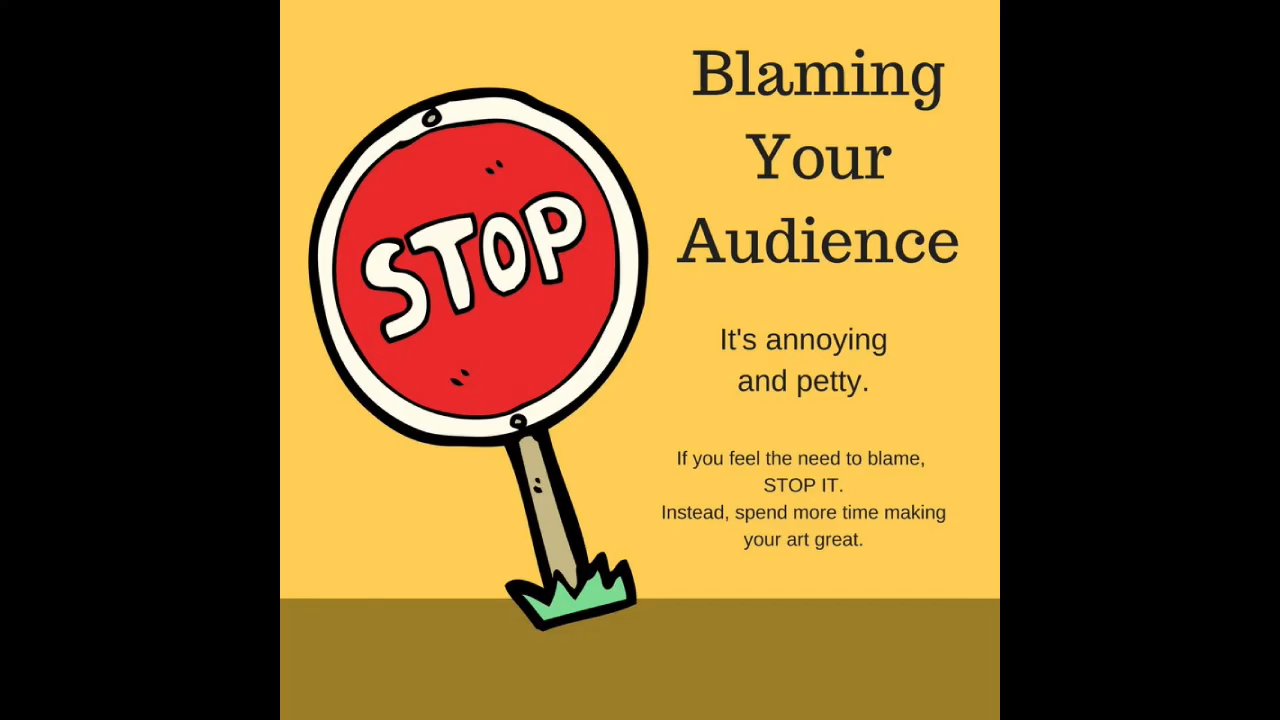 STOP
Blaming
Your
Audience
It's annoying
and petty.
If you feel the need to blame,
STOP IT.
Instead, spend more time making
your art great.